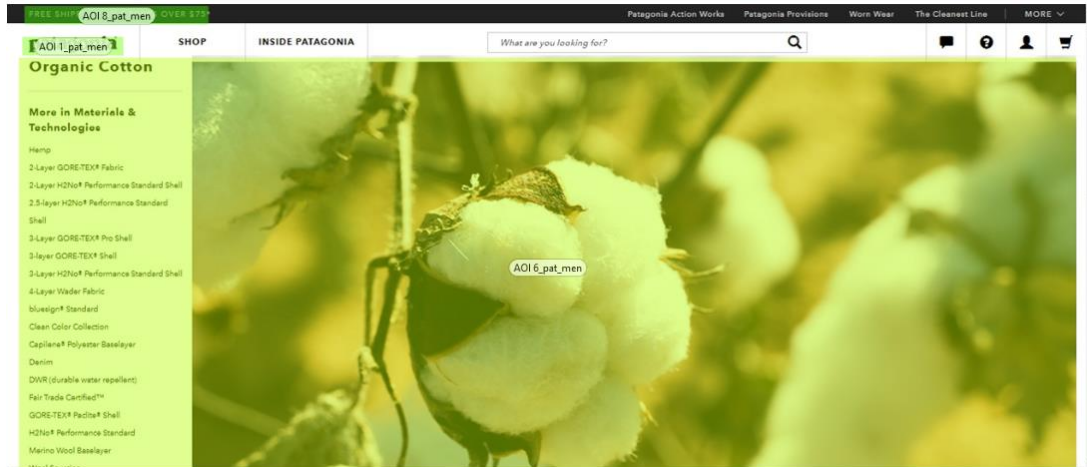 FREE SHIP AOI 8_pat_men OVER $75*
Patagonia Action Works Patagonia Provisions Worn Wear The Cleanest Line MORE
AOI 1_pat_men SHOP INSIDE PATAGONIA What are you looking for?
Organic Cotton
More in Materials &
Technologies
Hemp
2-Layer GORE-TEX® Fabric
2-Layer H2No® Performance Standard Shell
2.5-layer H2No® Performance Standard
Shell
3-Layer GORE-TEX® Pro Shell
3-layer GORE-TEX® Shell
3-Layer H2No® Performance Standard Shell
4-Layer Wader Fabric
bluesign® Standard
Clean Color Collection
Capilene® Polyester Baselayer
Denim
DWR (durable water repellent)
Fair Trade Certified™
GORE-TEX® Paclite® Shell
H2No® Performance Standard
Merino Wool Baselayer
AOI 6_pat_men